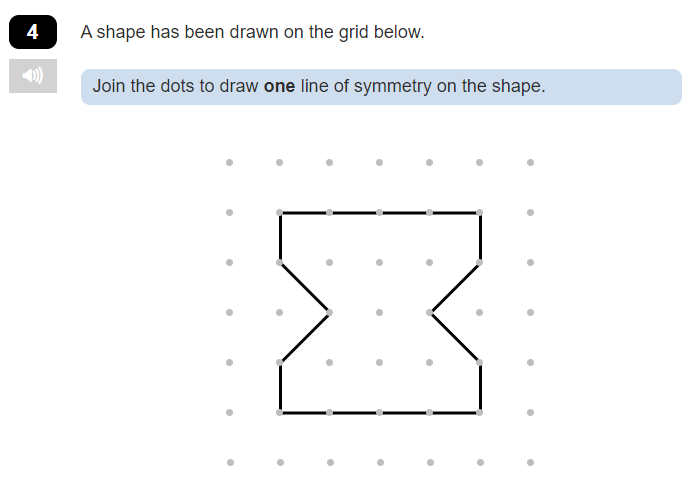 4 A shape has been drawn on the grid below.
Join the dots to draw one line of symmetry on the shape.